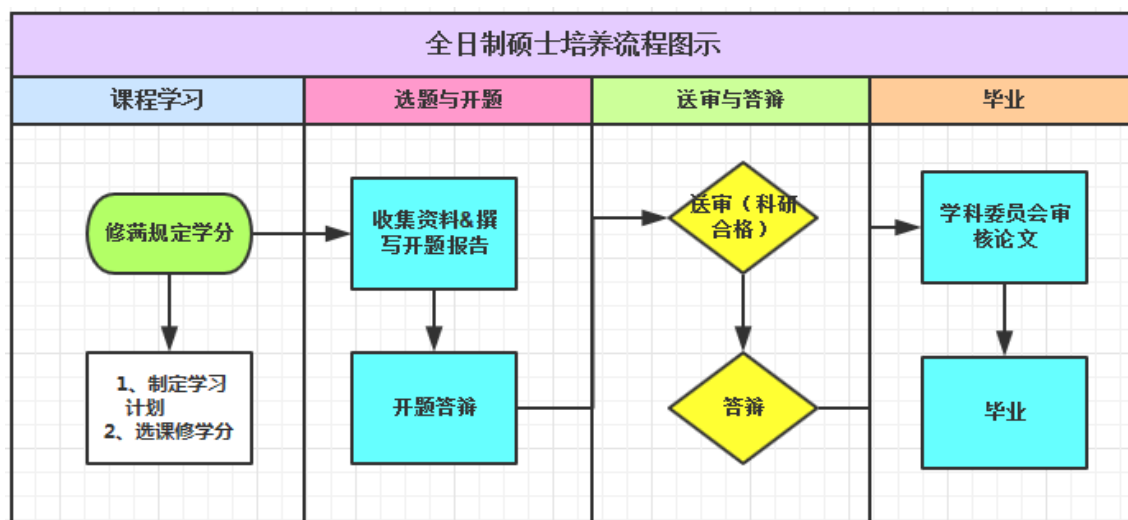 全日制硕士培养流程图示
课程学习
选题与开题
送审与答辩
毕业
修满规定学分
1、制定学习
计划
2、选课修学分
收集资料&撰
写开题报告
开题答辩
送审（科研
合格）
答辩
学科委员会审
核论文
毕业